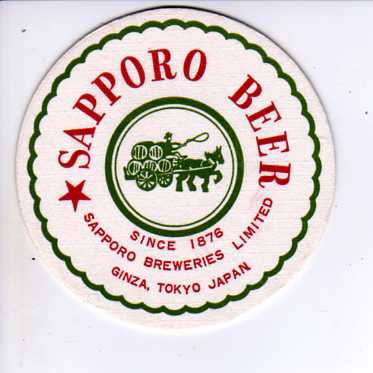 SAPPORO BEER
SINCE 1876
SAPPORO BREWERIES LIMITED
GINZA, TOKYO JAPAN